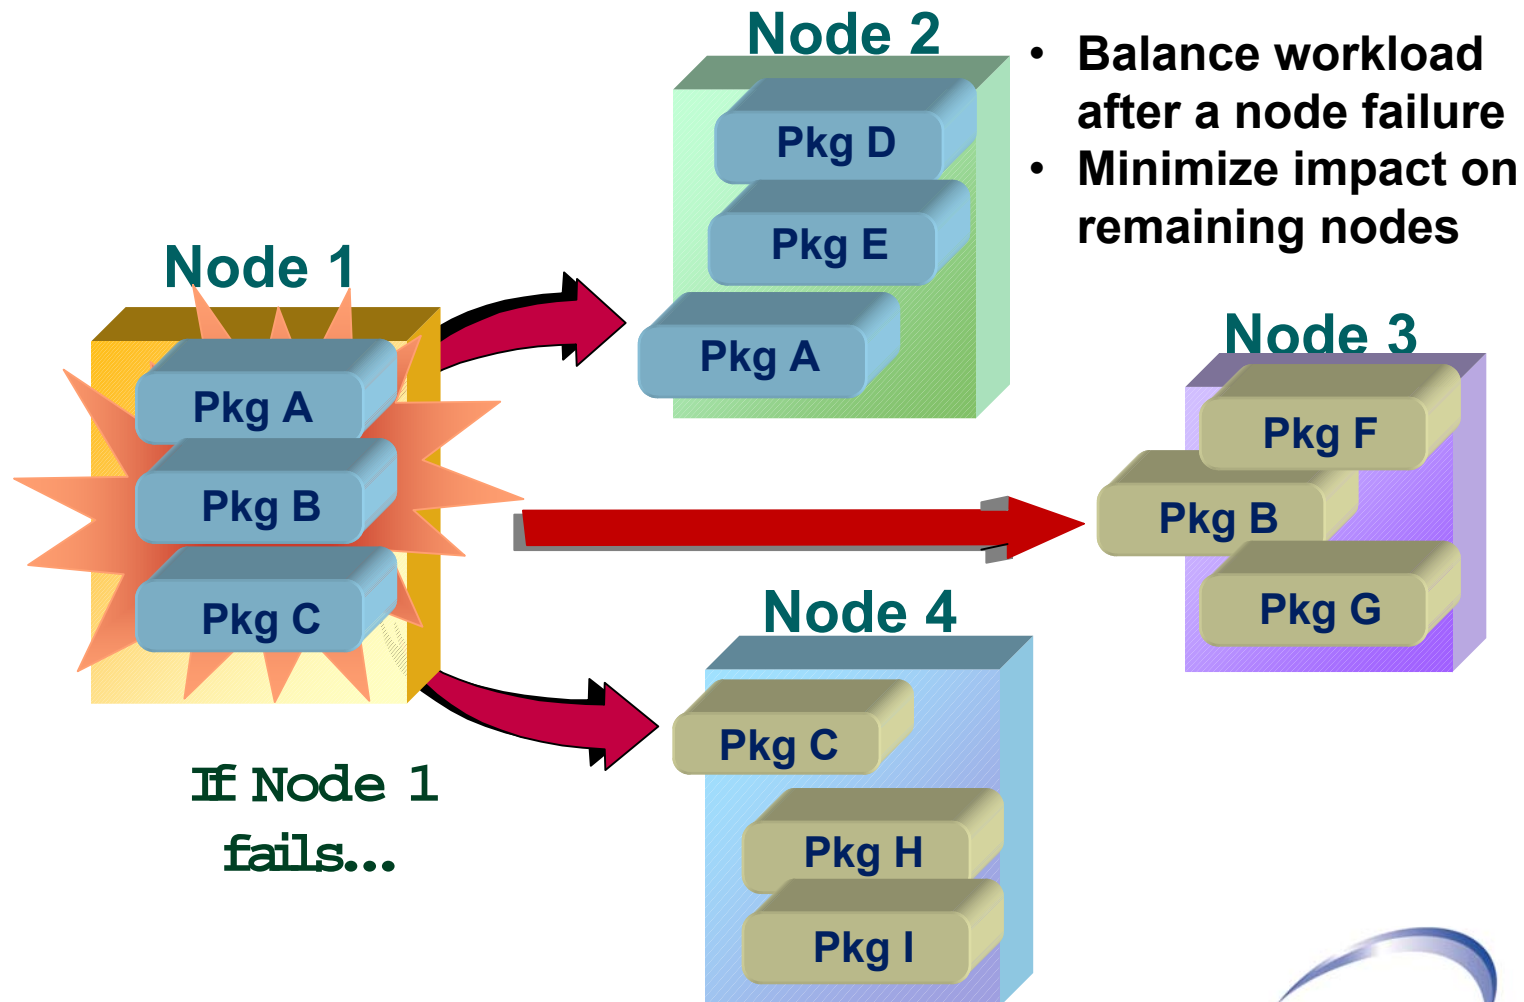 Node 2
Pkg D
Pkg E
Pkg A
• Balance workload
after a node failure
• Minimize impact on
remaining nodes
Node 1
Pkg A
Pkg B
Pkg C
Node 3
Pkg F
Pkg B
Pkg G
Node 4
Pkg C
Pkg H
Pkg I
If Node 1
fails...